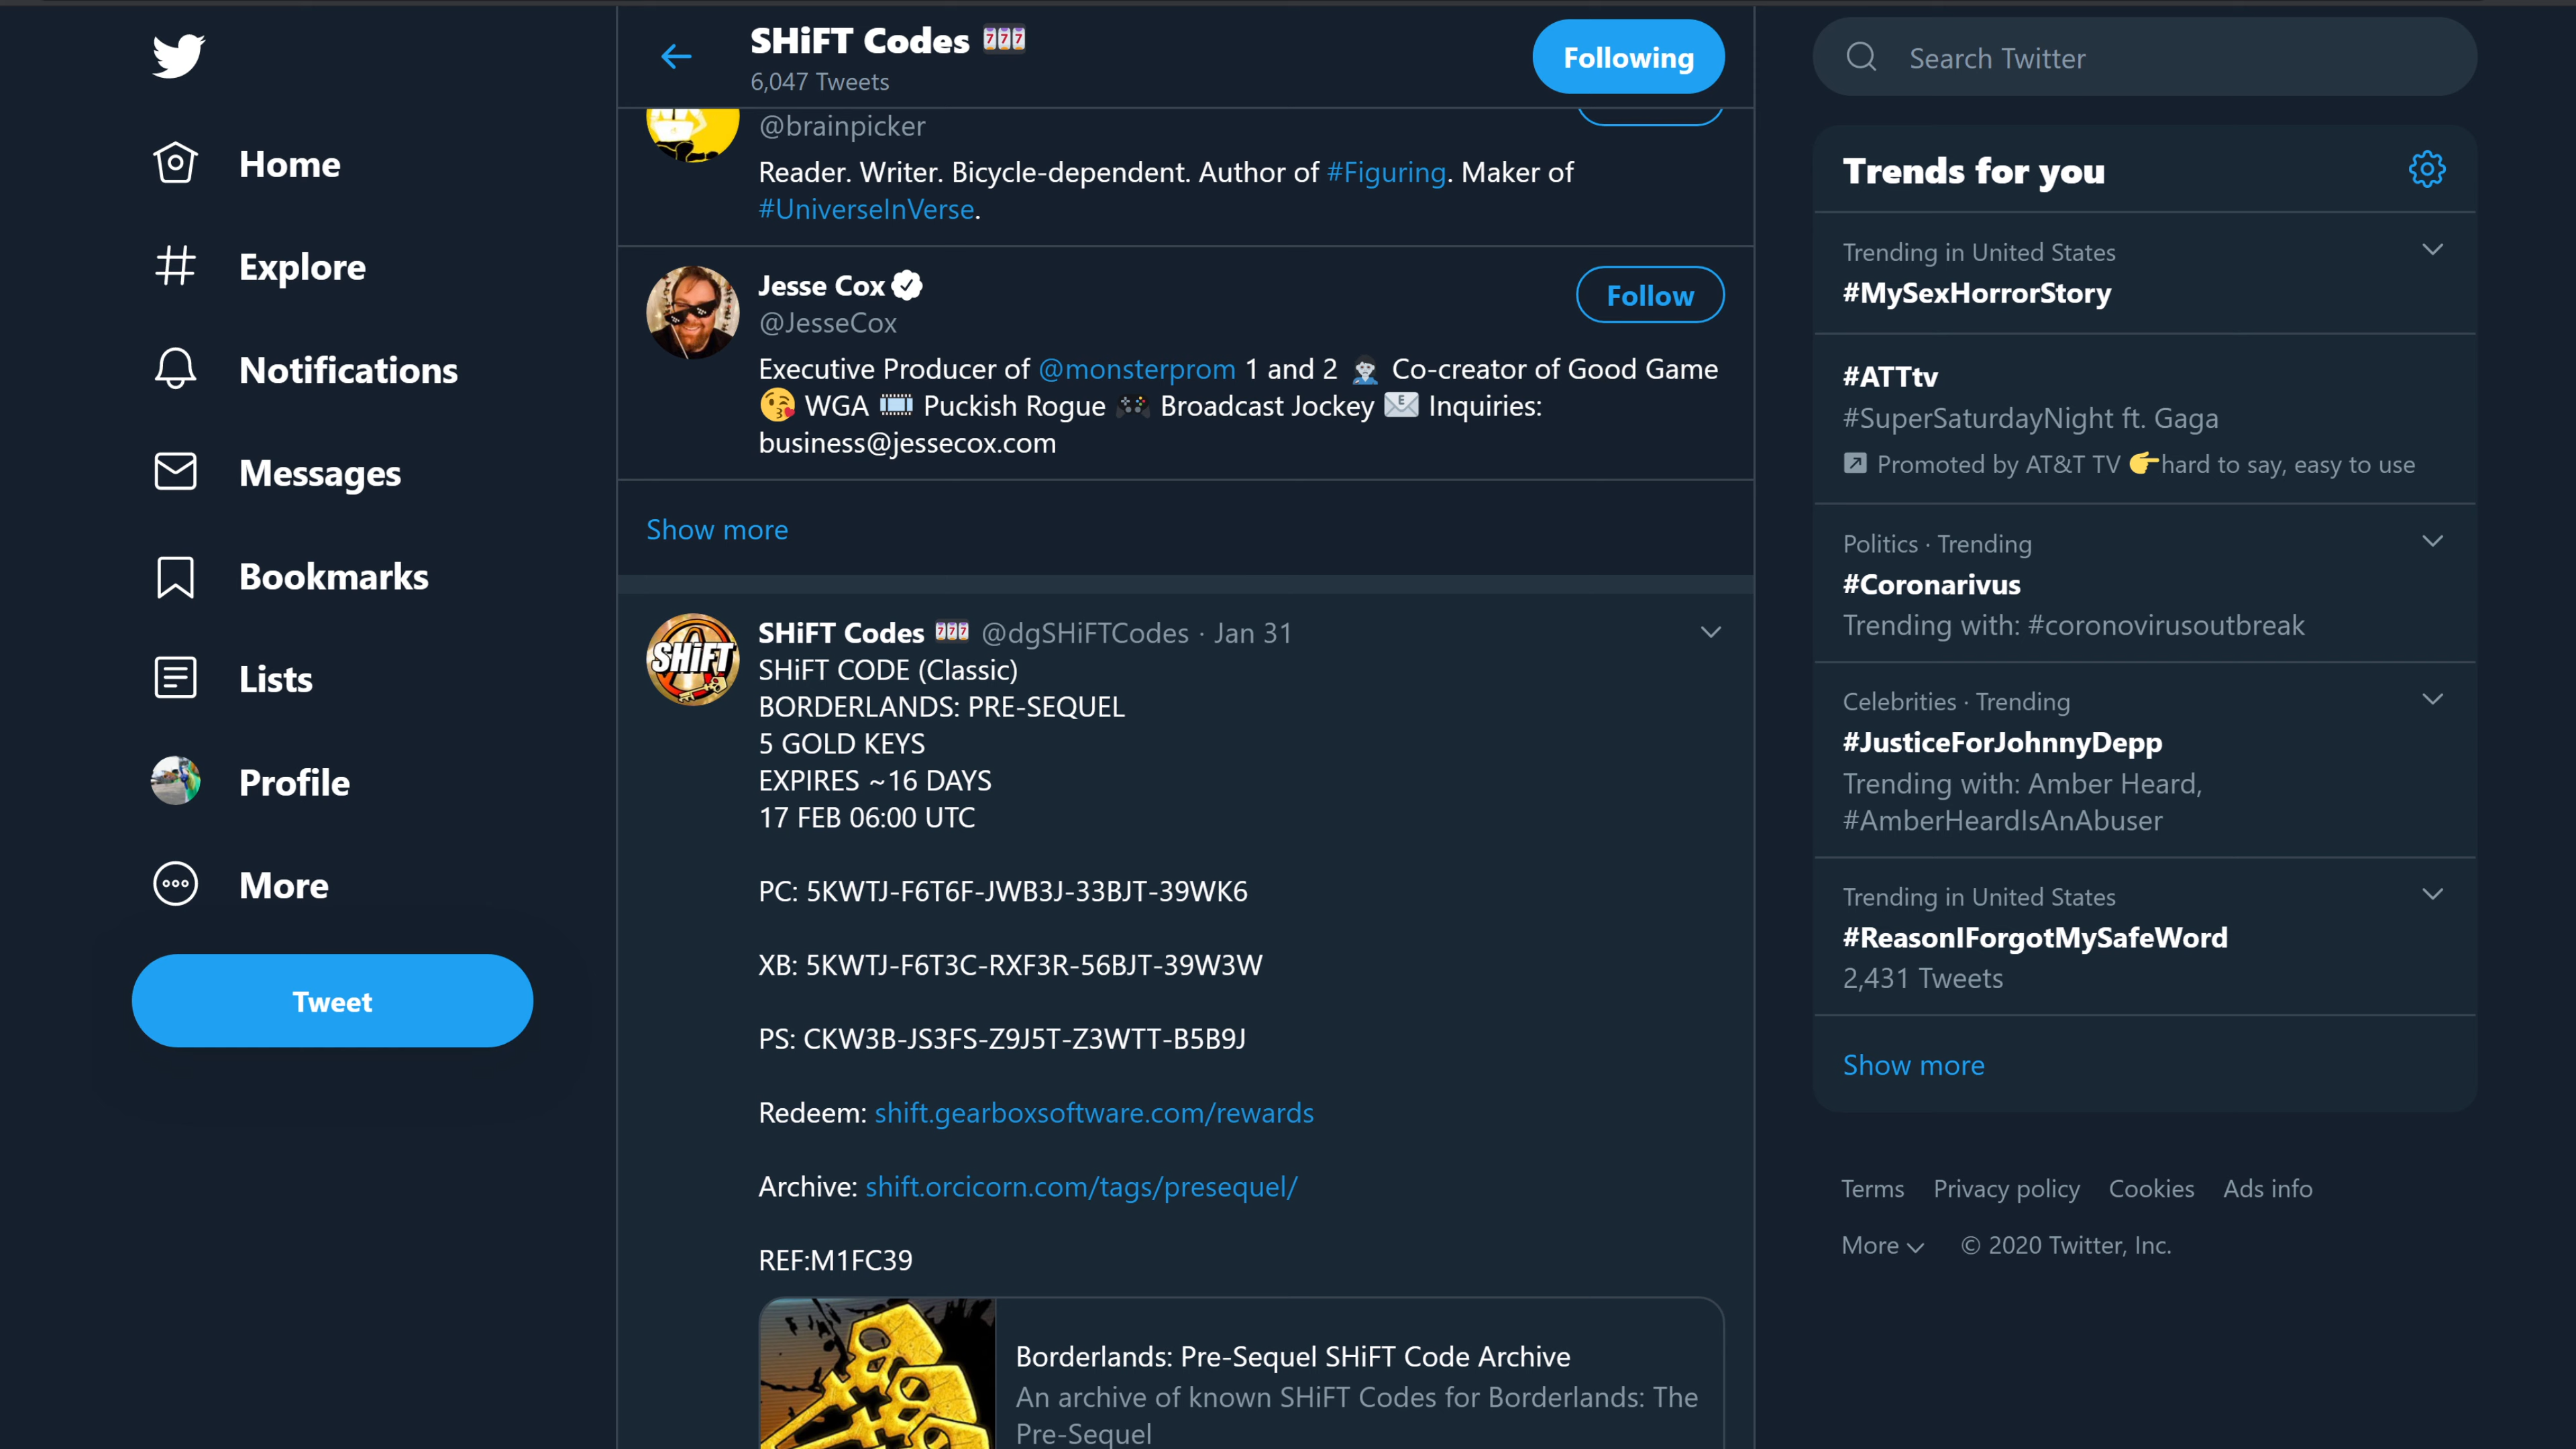 Home
Explore
Notifications
Messages
Bookmarks
Lists
Profile
More
Tweet
SHiFT Codes 🎰
6,047 Tweets
Following
@brainpicker
Reader. Writer. Bicycle-dependent. Author of #Figuring. Maker of
#UniverseInVerse.
Jesse Cox
@JesseCox
Follow
Executive Producer of @monsterprom 1 and 2 Co-creator of Good Game
😘 WGA 🎞 Puckish Rogue 🎮 Broadcast Jockey 📧 Inquiries:
business@jessecox.com
Show more
SHiFT Codes 🎰 @dgSHiFTCodes · Jan 31
SHiFT
SHiFT CODE (Classic)
BORDERLANDS: PRE-SEQUEL
5 GOLD KEYS
EXPIRES ~16 DAYS
17 FEB 06:00 UTC
PC: 5KWTJ-F6T6F-JWB3J-33BJT-39WK6
XB: 5KWTJ-F6T3C-RXF3R-56BJT-39W3W
PS: CKW3B-JS3FS-Z9J5T-Z3WTT-B5B9J
Redeem: shift.gearboxsoftware.com/rewards
Archive: shift.orcicorn.com/tags/presequel/
REF:M1FC39
Borderlands: Pre-Sequel SHiFT Code Archive
An archive of known SHiFT Codes for Borderlands: The
Pre-Sequel
Search Twitter
Trends for you
Trending in United States
#MySexHorrorStory
#ATTtv
#SuperSaturdayNight ft. Gaga
Promoted by AT&T TV 👉hard to say, easy to use
Politics · Trending
#Coronarivus
Trending with: #coronovirusoutbreak
Celebrities · Trending
#JusticeForJohnnyDepp
Trending with: Amber Heard,
#AmberHeardIsAnAbuser
Trending in United States
#ReasonIForgotMySafeWord
2,431 Tweets
Show more
Terms Privacy policy Cookies Ads info
More © 2020 Twitter, Inc.